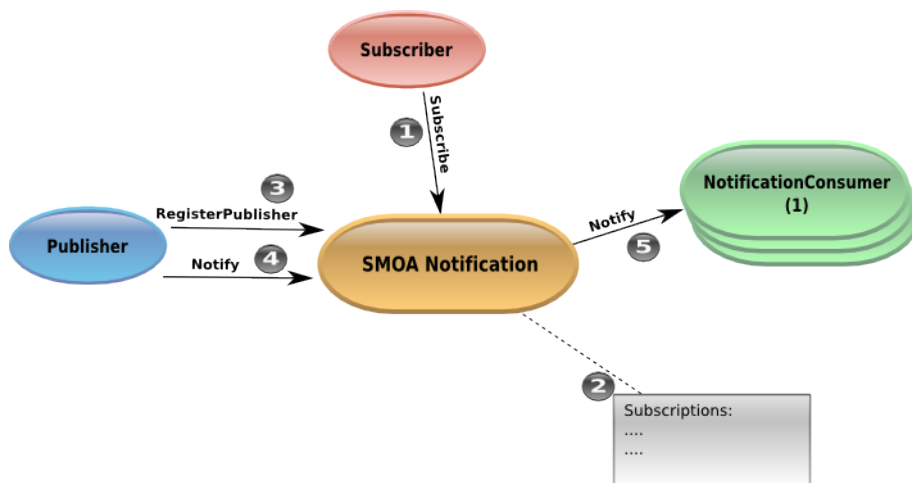 Subscriber
1
Subscribe
3
RegisterPublisher
Publisher
Notify
4
SMOA Notification
Notify
5
NotificationConsumer
(1)
2
Subscriptions:
....
....